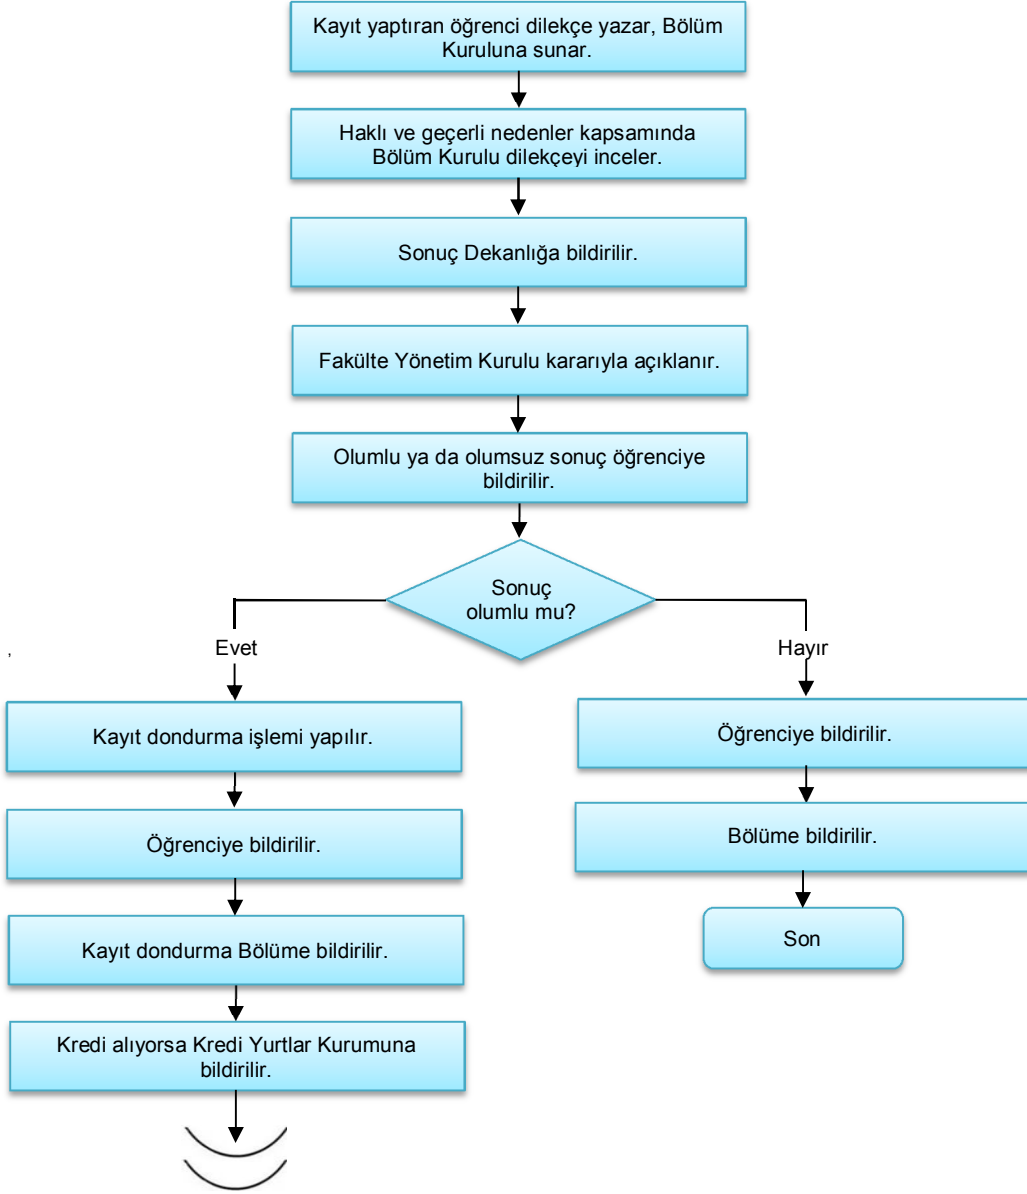 Kayıt yaptıran öğrenci dilekçe yazar, Bölüm
Kuruluna sunar.
Haklı ve geçerli nedenler kapsamında
Bölüm Kurulu dilekçeyi inceler.
Sonuç Dekanlığa bildirilir.
Fakülte Yönetim Kurulu kararıyla açıklanır.
Olumlu ya da olumsuz sonuç öğrenciye
bildirilir.
Sonuç
olumlu mu?
,
Evet
Kayıt dondurma işlemi yapılır.
Öğrenciye bildirilir.
Kayıt dondurma Bölüme bildirilir.
Kredi alıyorsa Kredi Yurtlar Kurumuna
bildirilir.
Hayır
Öğrenciye bildirilir.
Bölüme bildirilir.
Son